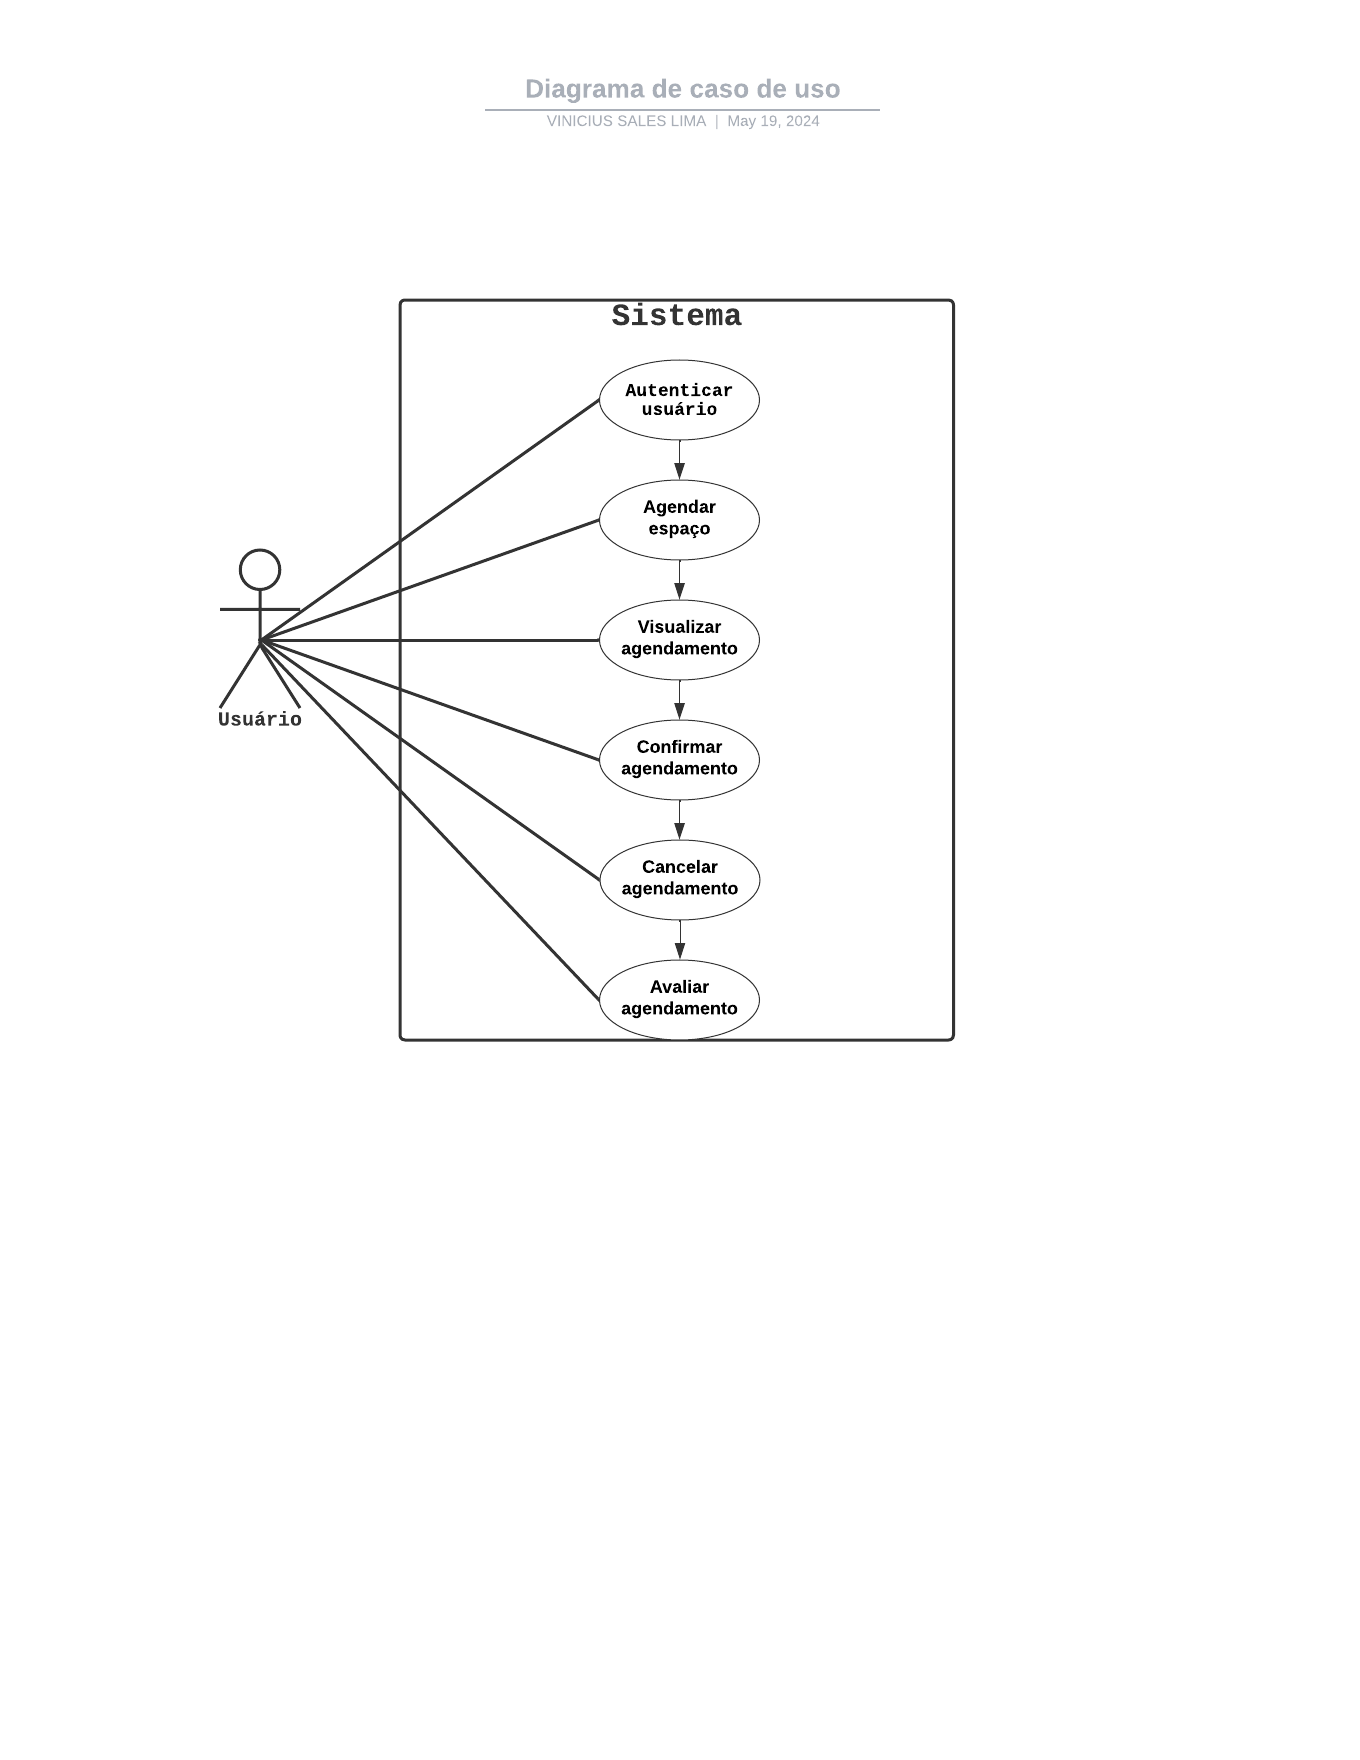 Diagrama de caso de uso
VINICIUS SALES LIMA | May 19, 2024
Sistema
Autenticar
usuário
Agendar
espaço
Visualizar
agendamento
Usuário
Confirmar
agendamento
Cancelar
agendamento
Avaliar
agendamento